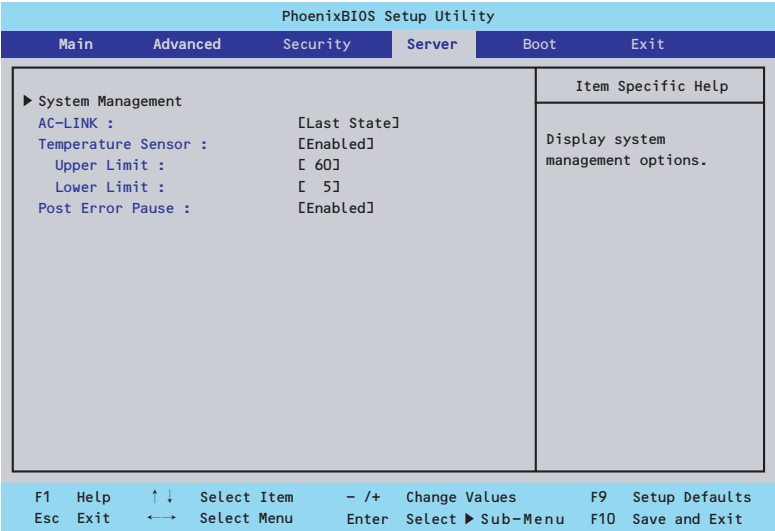 PhoenixBIOS Setup Utility
Main Advanced Security Server Boot Exit
Item Specific Help
▶ System Management
AC-LINK : [Last State]
Temperature Sensor : [Enabled]
Upper Limit : [ 60]
Lower Limit : [ 5]
Post Error Pause : [Enabled]
Display system
management options.
F1 Help ↑↓ Select Item - /+ Change Values F9 Setup Defaults
Esc Exit ←→ Select Menu Enter Select ▶ Sub-Menu F10 Save and Exit